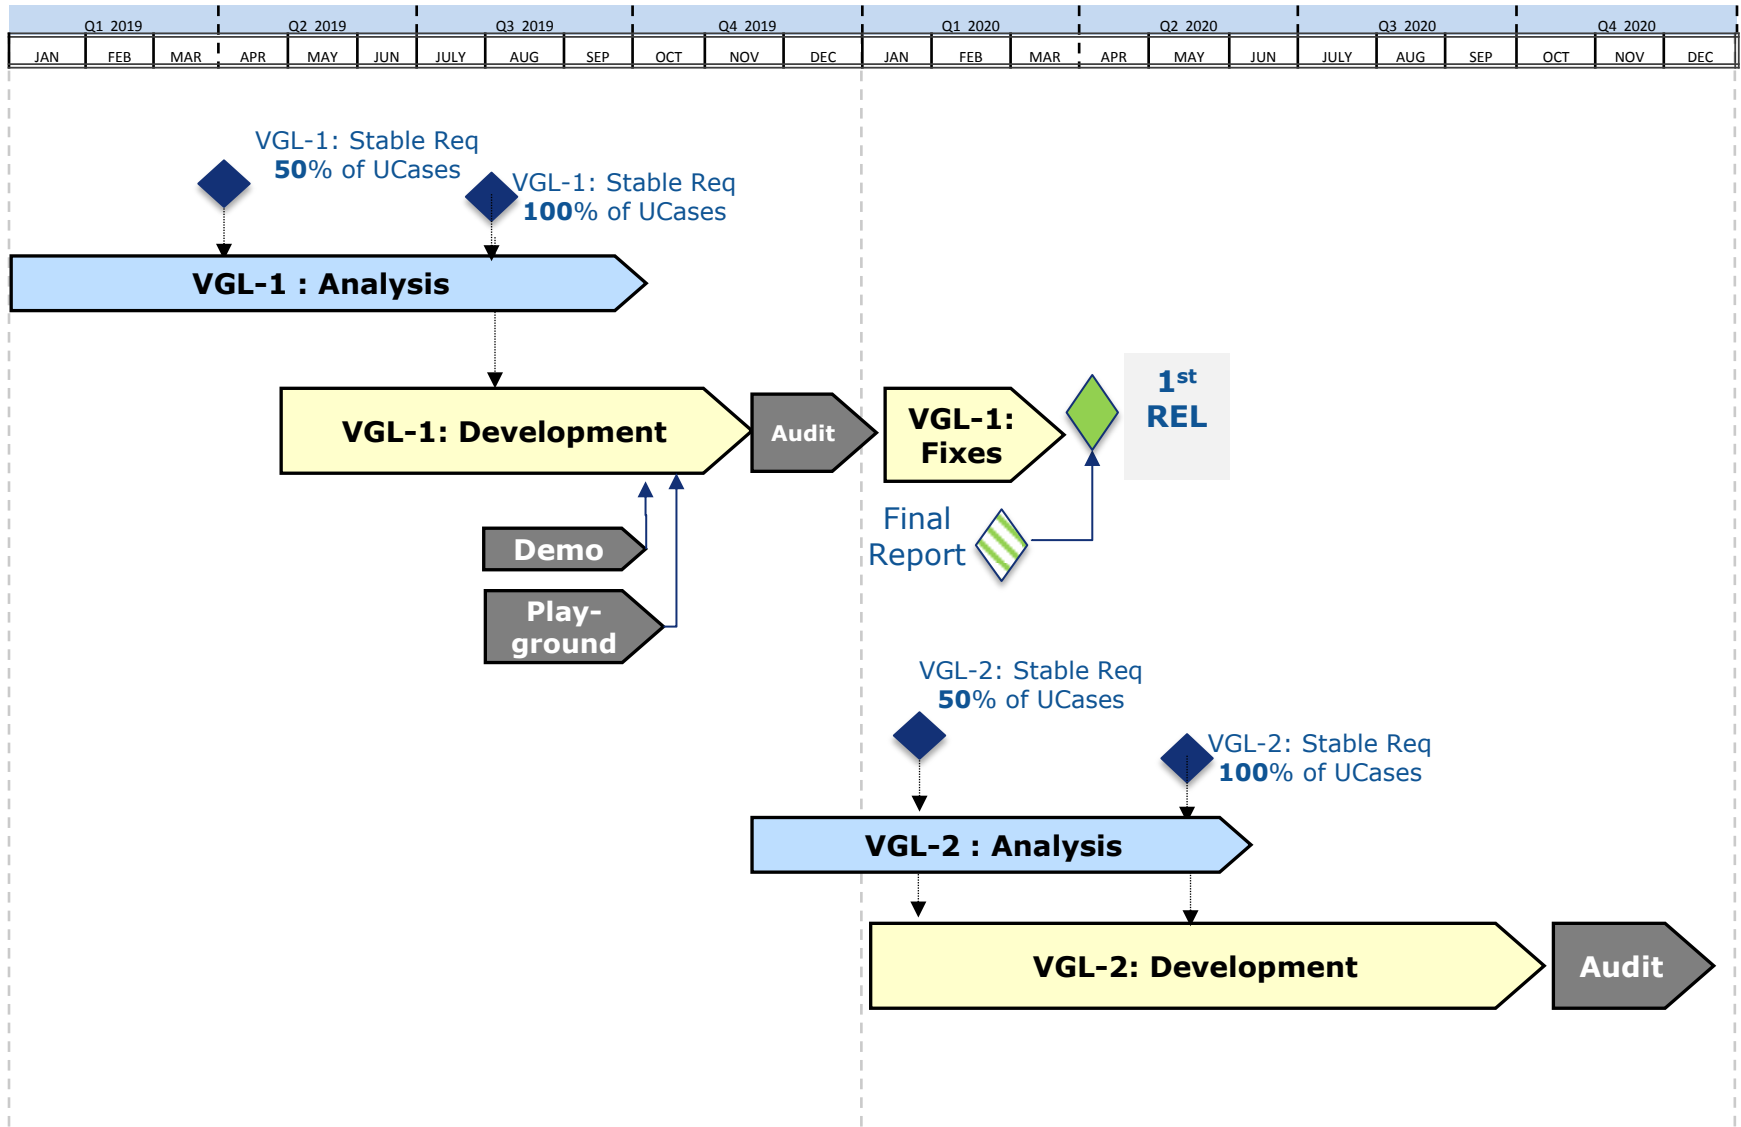 Q1 2019 Q2 2019 Q3 2019 Q4 2019 Q1 2020 Q2 2020 Q3 2020 Q4 2020
JAN FEB MAR APR MAY JUN JULY AUG SEP OCT NOV DEC JAN FEB MAR APR MAY JUN JULY AUG SEP OCT NOV DEC
VGL-1: Stable Req
50% of UCases
VGL-1: Stable Req
100% of UCases
VGL-1 : Analysis
VGL-1: Development
Audit
VGL-1:
Fixes
1st
REL
Demo
Final
Report
Play-
ground
VGL-2: Stable Req
50% of UCases
VGL-2: Stable Req
100% of UCases
VGL-2 : Analysis
VGL-2: Development
Audit